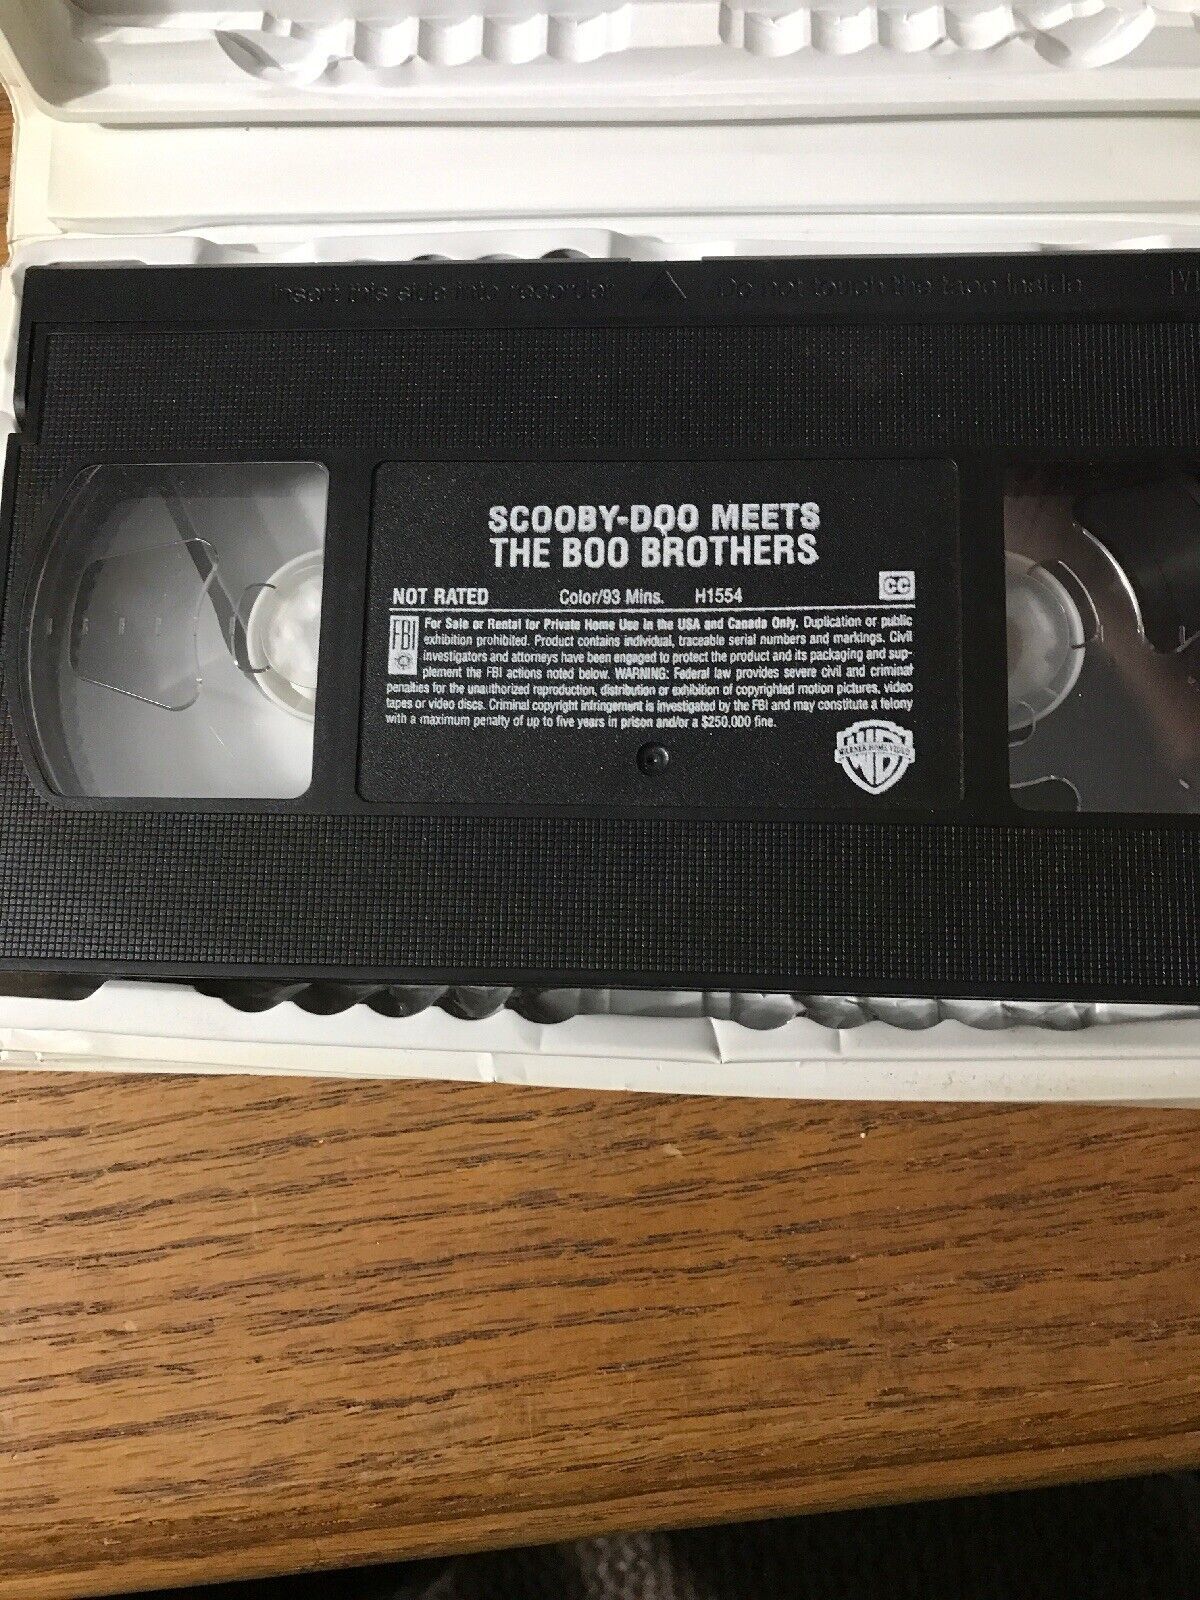 Insert this side into recorder Do not touch the tape inside
SCOOBY-DOO MEETS
THE BOO BROTHERS
NOT RATED Color/93 Mins. H1554 CC
FBI
For Sale or Rental for Private Home Use in the USA and Canada Only. Duplication or public
exhibition prohibited. Product contains individual, traceable serial numbers and markings. Civil
investigators and attorneys have been engaged to protect the product and its packaging and sup-
plement the FBI actions noted below. WARNING: Federal law provides severe civil and criminal
penalties for the unauthorized reproduction, distribution or exhibition of copyrighted motion pictures, video
tapes or video discs. Criminal copyright infringement is investigated by the FBI and may constitute a felony
with a maximum penalty of up to five years in prison and/or a $250,000 fine.
WARNER HOME VIDEO